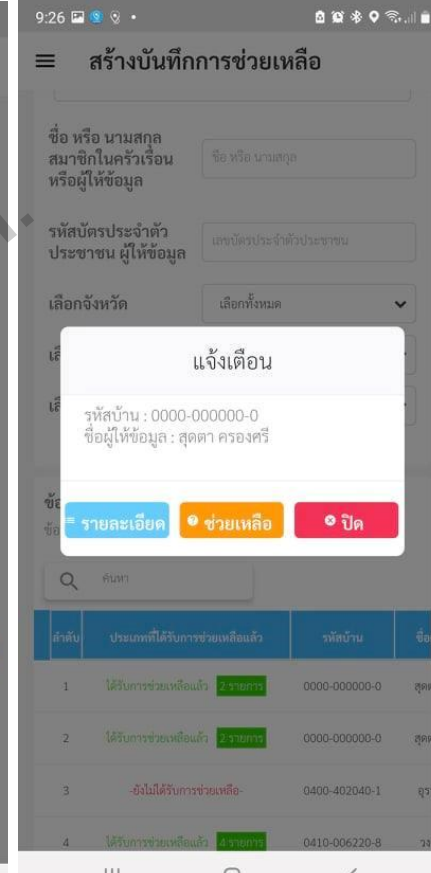 9:26
สร้างบันทึกการช่วยเหลือ
ชื่อ หรือ นามสกุล
สมาชิกในครัวเรือน
หรือผู้ให้ข้อมูล
ชื่อ หรือ นามสกุล
รหัสบัตรประจำตัว
ประชาชน ผู้ให้ข้อมูล
เลขบัตรประจำตัวประชาชน
เลือกจังหวัด
เลือกทั้งหมด
แจ้งเตือน
รหัสบ้าน : 0000-000000-0
ชื่อผู้ให้ข้อมูล : สุดตา ครองศรี
รายละเอียด ช่วยเหลือ ปิด
ค้นหา
ลำดับ ประเภทที่ได้รับการช่วยเหลือแล้ว รหัสบ้าน
1 ได้รับการช่วยเหลือแล้ว 2 รายการ 0000-000000-0
2 ได้รับการช่วยเหลือแล้ว 2 รายการ 0000-000000-0
3 -ยังไม่ได้รับการช่วยเหลือ- 0400-402040-1
4 ได้รับการช่วยเหลือแล้ว 4 รายการ 0410-006220-8